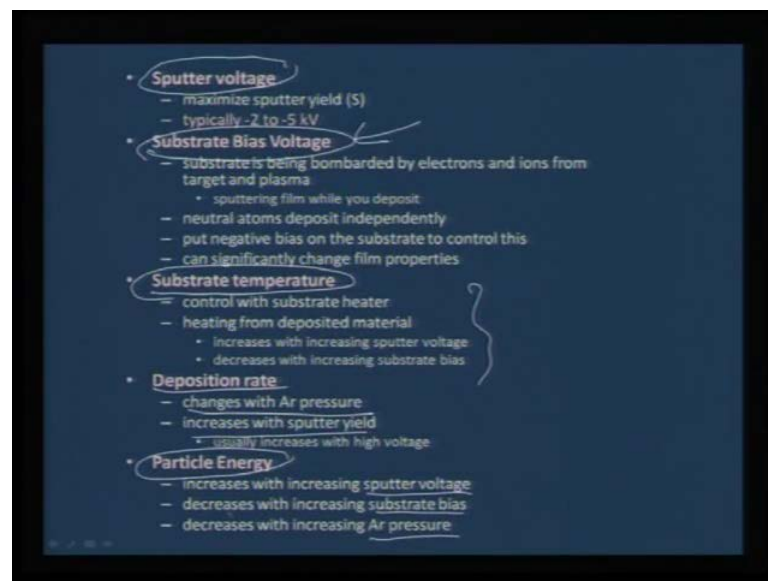 • Sputter voltage
– maximize sputter yield (S)
– typically -2 to -5 kV
• Substrate Bias Voltage
– substrate is being bombarded by electrons and ions from
target and plasma
• sputtering film while you deposit
– neutral atoms deposit independently
– put negative bias on the substrate to control this
– can significantly change film properties
• Substrate temperature
– control with substrate heater
– heating from deposited material
• increases with increasing sputter voltage
• decreases with increasing substrate bias
• Deposition rate
– changes with Ar pressure
– increases with sputter yield
• usually increases with high voltage
• Particle Energy
– increases with increasing sputter voltage
– decreases with increasing substrate bias
– decreases with increasing Ar pressure